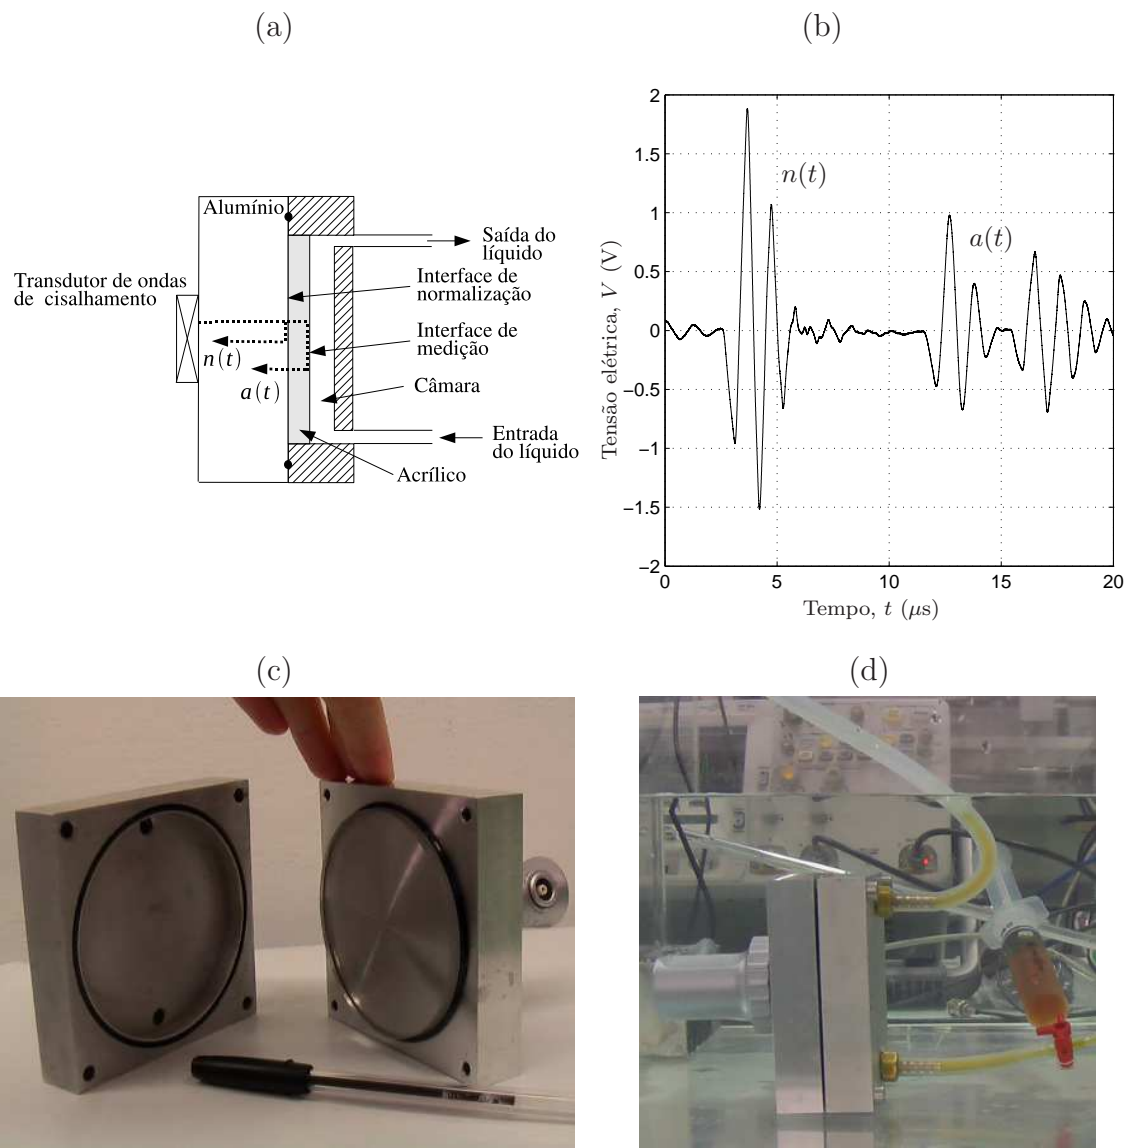 (a)
Alumínio
Saída do
líquido
Transdutor de ondas
de cisalhamento
Interface de
normalização
n(t)
Interface de
medição
a(t)
Câmara
Entrada
do líquido
Acrílico
(b)
2
1.5
1
0.5
0
−0.5
−1
−1.5
−2
n(t)
a(t)
Tensão elétrica, V (V)
0 5 10 15 20
Tempo, t (μs)
(c)
(d)